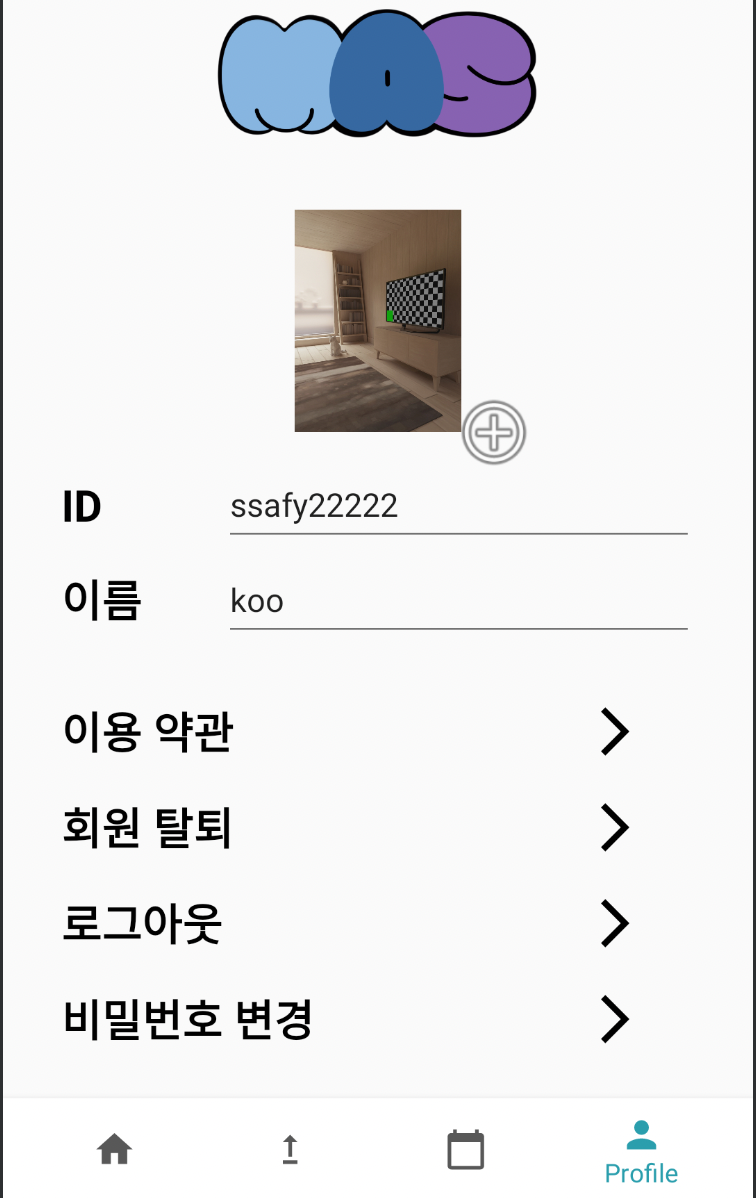 MAS
ID
ssafy22222
이름
koo
이용 약관
회원 탈퇴
로그아웃
비밀번호 변경
Profile